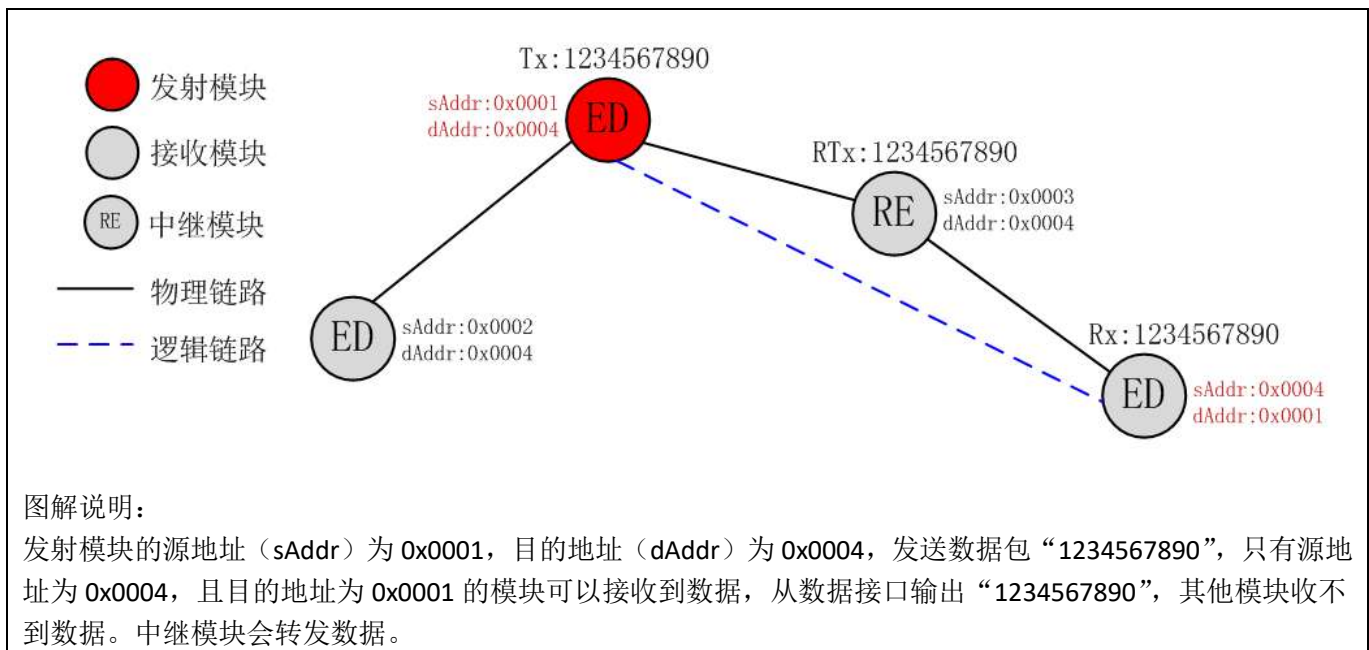 Tx:1234567890
发射模块
sAddr:0x0001
dAddr:0x0004
ED
接收模块
RTx:1234567890
RE
中继模块
RE
sAddr:0x0003
dAddr:0x0004
物理链路
逻辑链路
ED
sAddr:0x0002
dAddr:0x0004
Rx:1234567890
ED
sAddr:0x0004
dAddr:0x0001
图解说明：
发射模块的源地址（sAddr）为 0x0001，目的地址（dAddr）为 0x0004，发送数据包“1234567890”，只有源地
址为 0x0004，且目的地址为 0x0001 的模块可以接收到数据，从数据接口输出“1234567890”，其他模块收不
到数据。中继模块会转发数据。